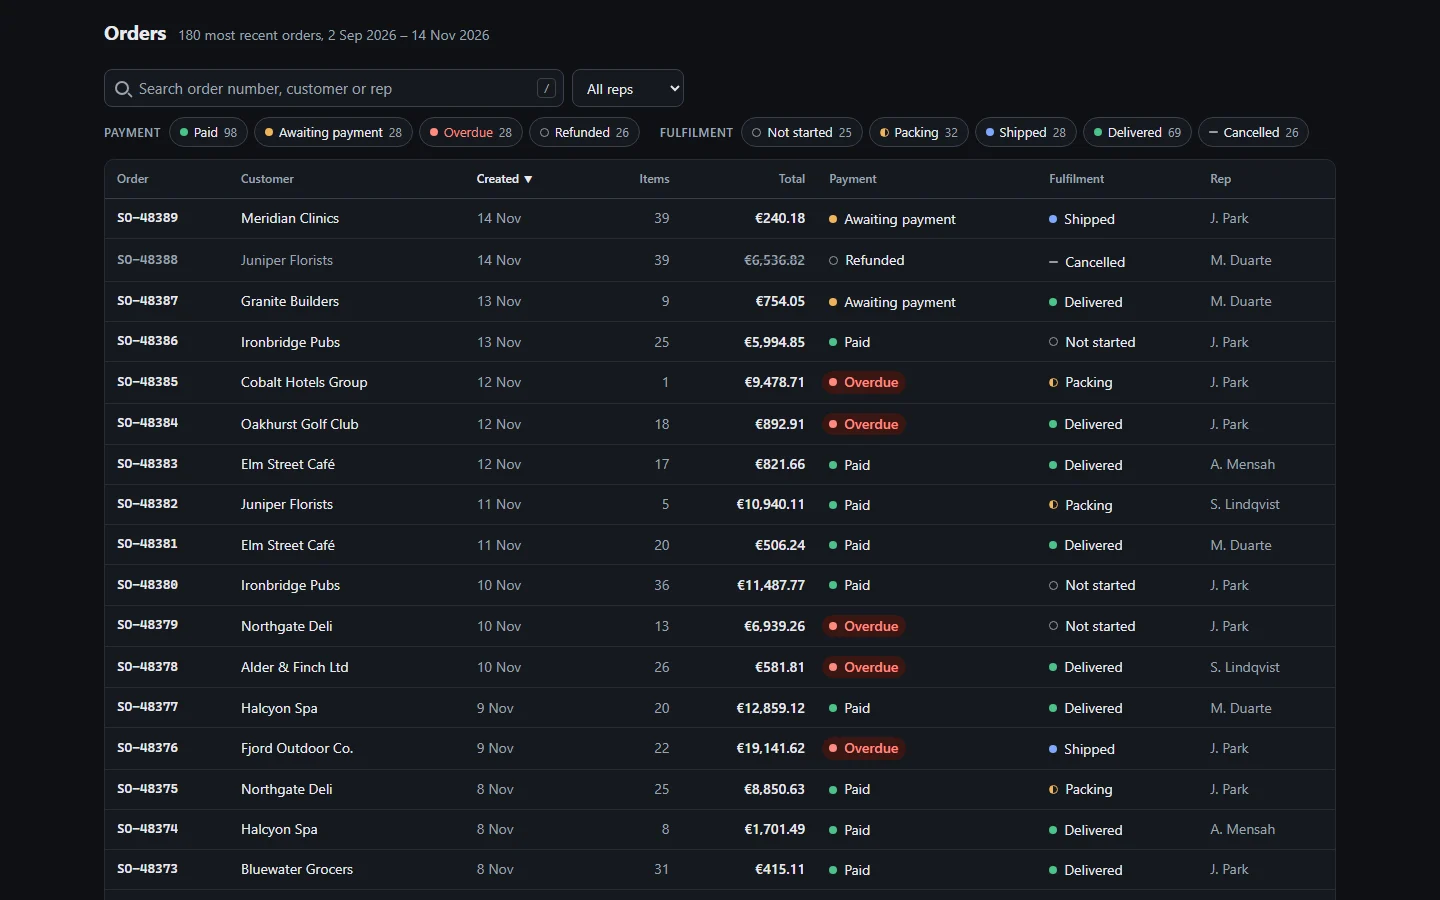 Orders 180 most recent orders, 2 Sep 2026 – 14 Nov 2026
Search order number, customer or rep / All reps
PAYMENT Paid 98 Awaiting payment 28 Overdue 28 Refunded 26 FULFILMENT Not started 25 Packing 32 Shipped 28 Delivered 69 Cancelled 26
Order Customer Created ▼ Items Total Payment Fulfilment Rep
SO-48389 Meridian Clinics 14 Nov 39 €240.18 Awaiting payment Shipped J. Park
SO-48388 Juniper Florists 14 Nov 39 €6,536.82 Refunded Cancelled M. Duarte
SO-48387 Granite Builders 13 Nov 9 €754.05 Awaiting payment Delivered M. Duarte
SO-48386 Ironbridge Pubs 13 Nov 25 €5,994.85 Paid Not started J. Park
SO-48385 Cobalt Hotels Group 12 Nov 1 €9,478.71 Overdue Packing J. Park
SO-48384 Oakhurst Golf Club 12 Nov 18 €892.91 Overdue Delivered J. Park
SO-48383 Elm Street Café 12 Nov 17 €821.66 Paid Delivered A. Mensah
SO-48382 Juniper Florists 11 Nov 5 €10,940.11 Paid Packing S. Lindqvist
SO-48381 Elm Street Café 11 Nov 20 €506.24 Paid Delivered M. Duarte
SO-48380 Ironbridge Pubs 10 Nov 36 €11,487.77 Paid Not started J. Park
SO-48379 Northgate Deli 10 Nov 13 €6,939.26 Overdue Not started J. Park
SO-48378 Alder & Finch Ltd 10 Nov 26 €581.81 Overdue Delivered S. Lindqvist
SO-48377 Halcyon Spa 9 Nov 20 €12,859.12 Paid Delivered M. Duarte
SO-48376 Fjord Outdoor Co. 9 Nov 22 €19,141.62 Overdue Shipped J. Park
SO-48375 Northgate Deli 8 Nov 25 €8,850.63 Paid Packing J. Park
SO-48374 Halcyon Spa 8 Nov 8 €1,701.49 Paid Delivered A. Mensah
SO-48373 Bluewater Grocers 8 Nov 31 €415.11 Paid Delivered J. Park